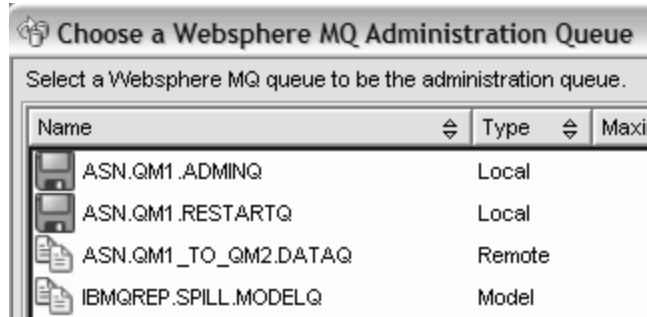 Choose a Websphere MQ Administration Queue
Select a Websphere MQ queue to be the administration queue.
Name Type Maxi
ASN.QM1.ADMINQ Local
ASN.QM1.RESTARTQ Local
ASN.QM1_TO_QM2.DATAQ Remote
IBMQREP.SPILL.MODELQ Model